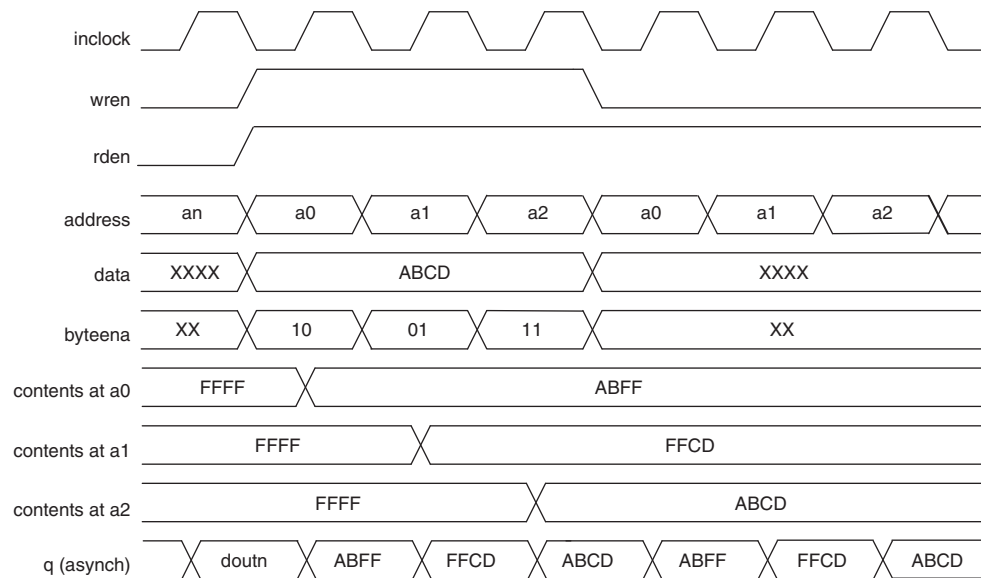 inclock
wren
rden
address an a0 a1 a2 a0 a1 a2
data XXXX ABCD XXXX
byteena XX 10 01 11 XX
contents at a0 FFFF ABFF
contents at a1 FFFF FFCD
contents at a2 FFFF ABCD
q (asynch) doutn ABFF FFCD ABCD ABFF FFCD ABCD